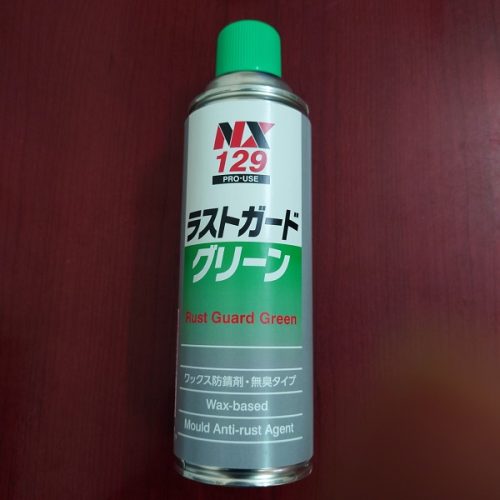 NX
129
PRO-USE
ラストガード
グリーン
Rust Guard Green
ワックス防錆剤・無臭タイプ
Wax-based
Mould Anti-rust Agent